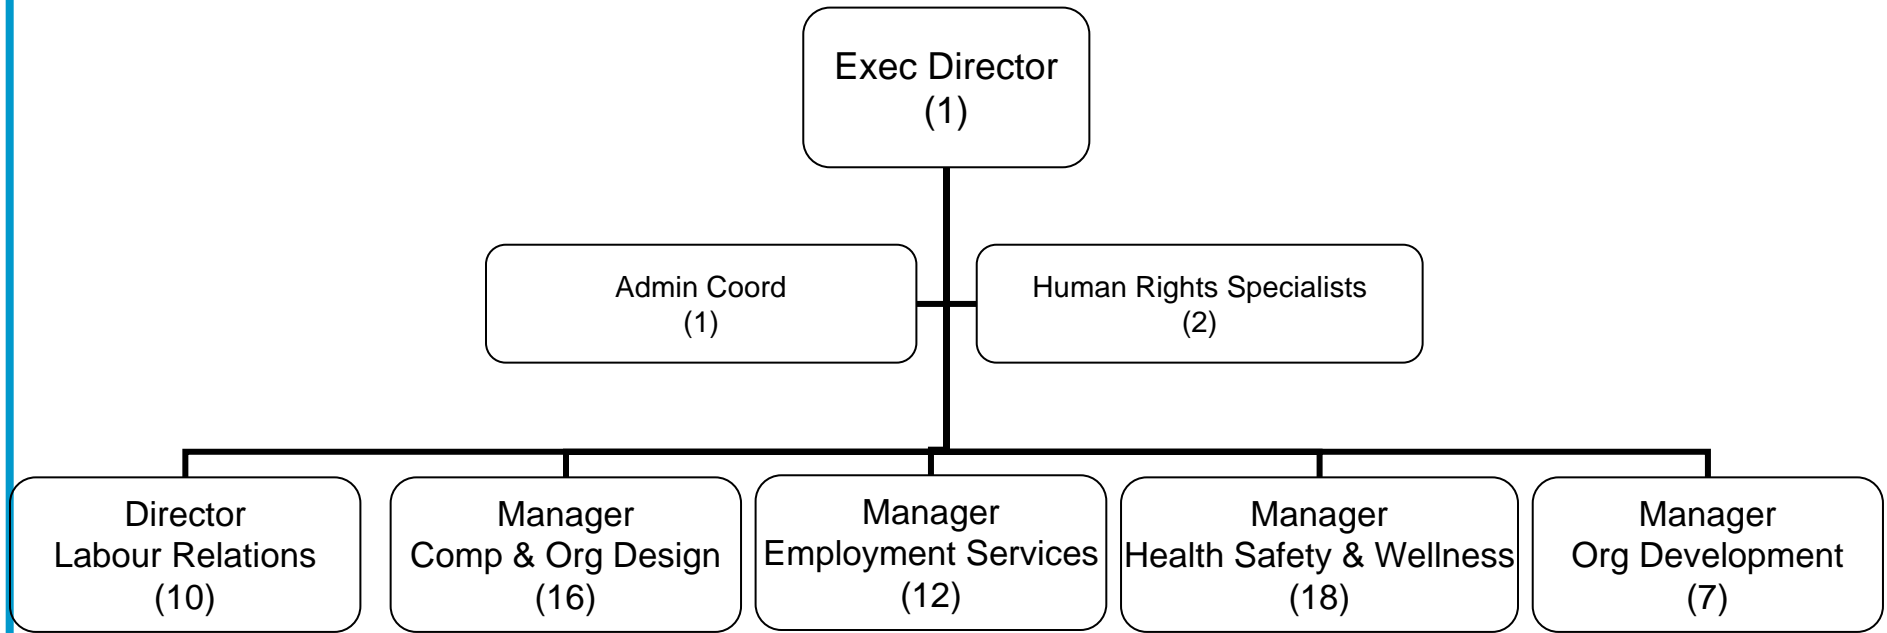 Exec Director
(1)
Admin Coord
(1)
Human Rights Specialists
(2)
Director
Labour Relations
(10)
Manager
Comp & Org Design
(16)
Manager
Employment Services
(12)
Manager
Health Safety & Wellness
(18)
Manager
Org Development
(7)